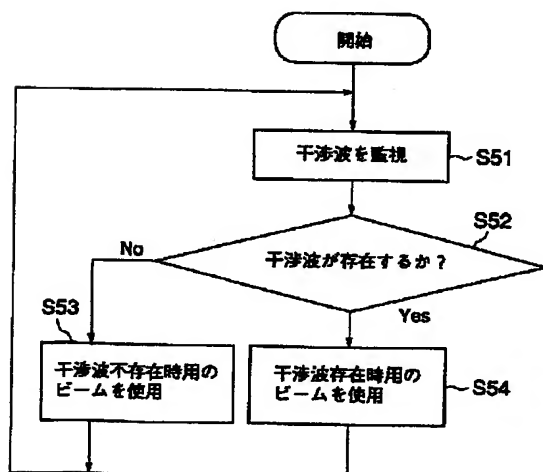 開始
干渉波を監視
S51
S52
干渉波が存在するか？
No
Yes
S53
干渉波不存在時用の
ビームを使用
干渉波存在時用の
ビームを使用
S54